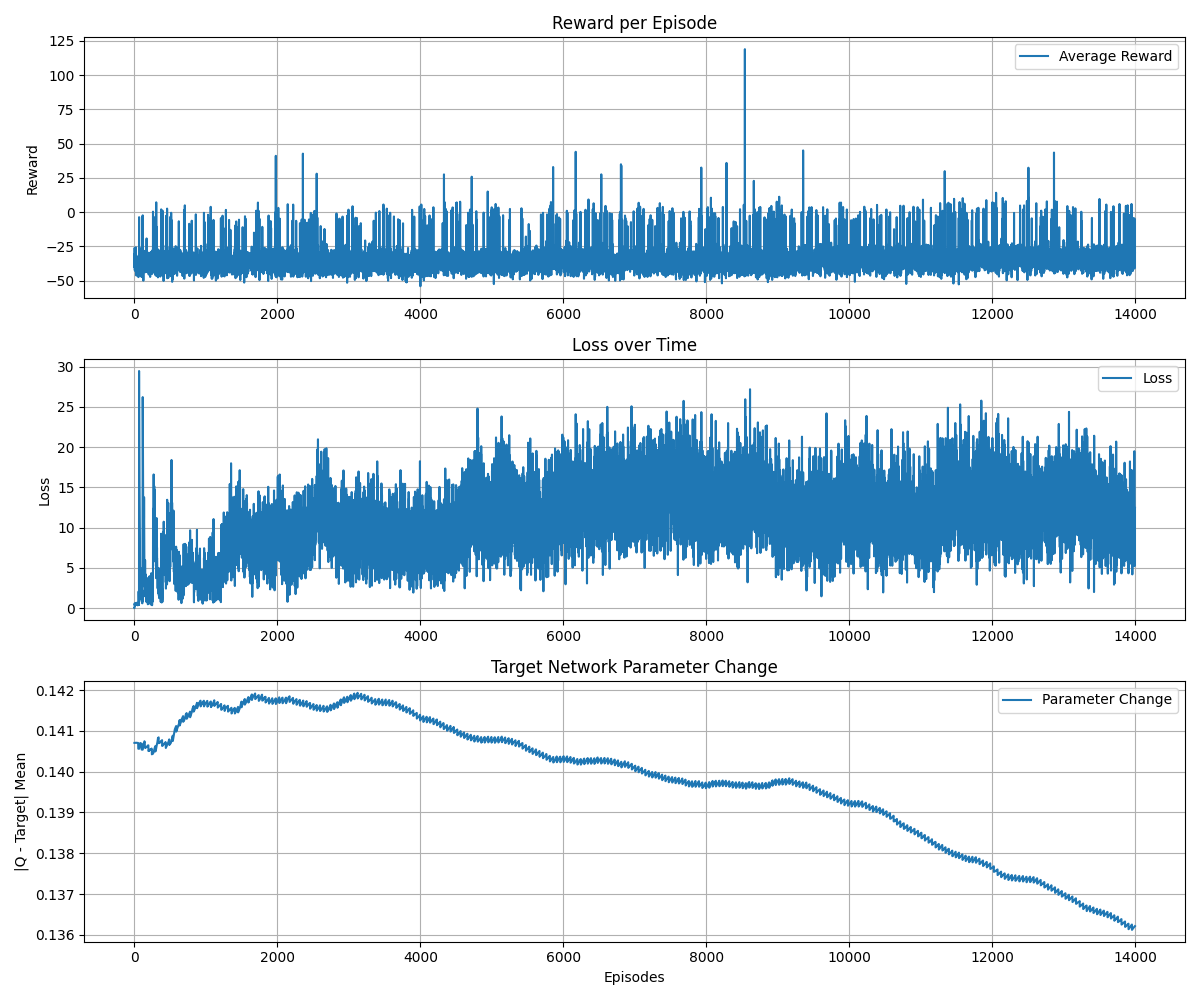 Reward per Episode
Reward
125
100
75
50
25
0
−25
−50
Average Reward
0 2000 4000 6000 8000 10000 12000 14000
Loss over Time
Loss
30
25
20
15
10
5
0
Loss
0 2000 4000 6000 8000 10000 12000 14000
Target Network Parameter Change
|Q - Target| Mean
0.142
0.141
0.140
0.139
0.138
0.137
0.136
Parameter Change
0 2000 4000 6000 8000 10000 12000 14000
Episodes